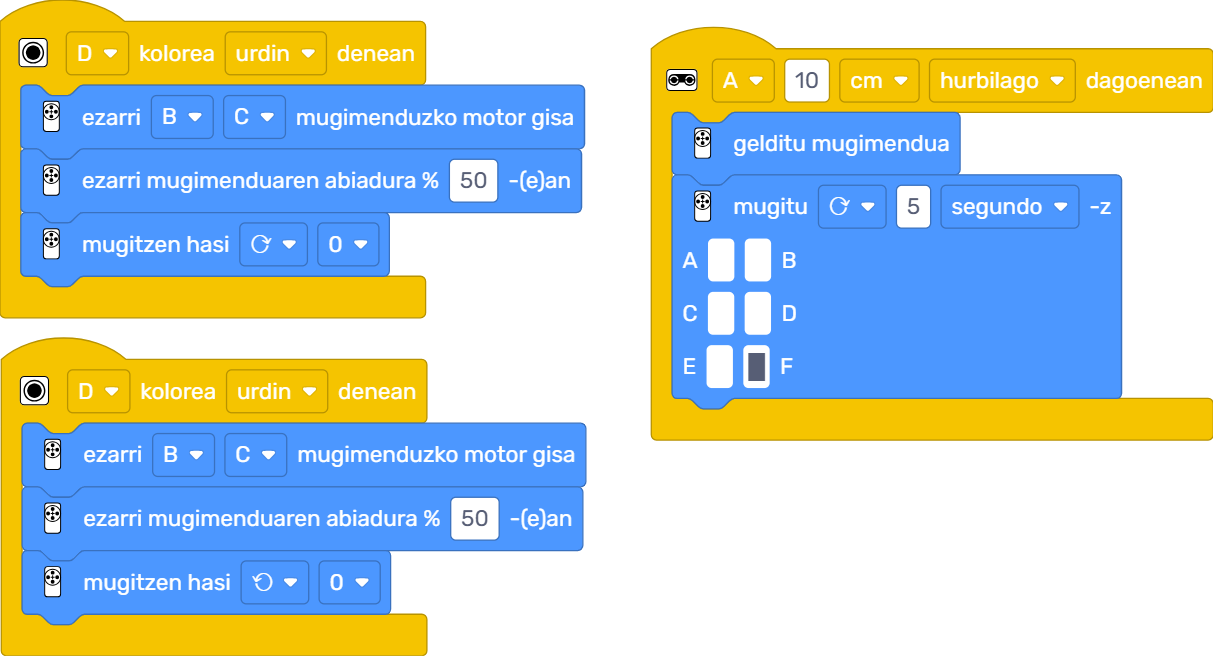 D kolorea urdin denean
ezarri B C mugimenduzko motor gisa
ezarri mugimenduaren abiadura % 50 -(e)an
mugitzen hasi 0
D kolorea urdin denean
ezarri B C mugimenduzko motor gisa
ezarri mugimenduaren abiadura % 50 -(e)an
mugitzen hasi 0
A 10 cm hurbilago dagoenean
gelditu mugimendua
mugitu 5 segundo -z
A B
C D
E F